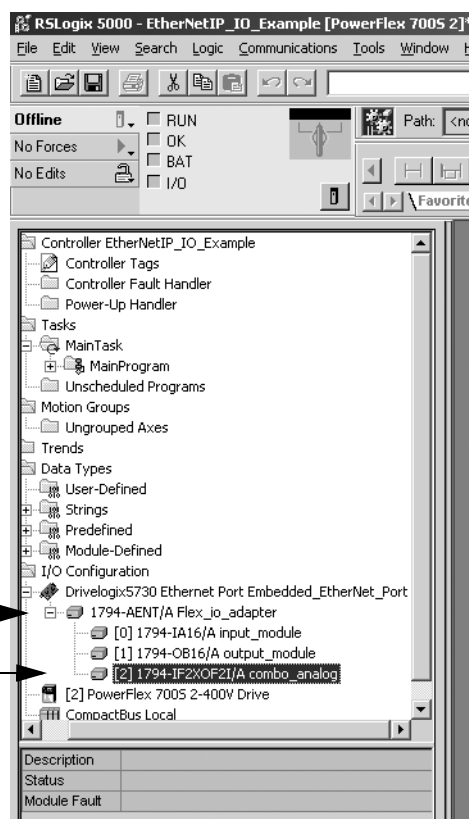 RSLogix 5000 - EtherNetIP_IO_Example [PowerFlex 700S 2]*
File Edit View Search Logic Communications Tools Window H
Offline
RUN
Path: <no
No Forces
OK
BAT
No Edits
I/O
Favorite
Controller EtherNetIP_IO_Example
Controller Tags
Controller Fault Handler
Power-Up Handler
Tasks
MainTask
MainProgram
Unscheduled Programs
Motion Groups
Ungrouped Axes
Trends
Data Types
User-Defined
Strings
Predefined
Module-Defined
I/O Configuration
Drivelogix5730 Ethernet Port Embedded_EtherNet_Port
1794-AENT/A Flex_io_adapter
[0] 1794-IA16/A input_module
[1] 1794-OB16/A output_module
[2] 1794-IF2XOF2I/A combo_analog
[2] PowerFlex 700S 2-400V Drive
CompactBus Local
Description
Status
Module Fault